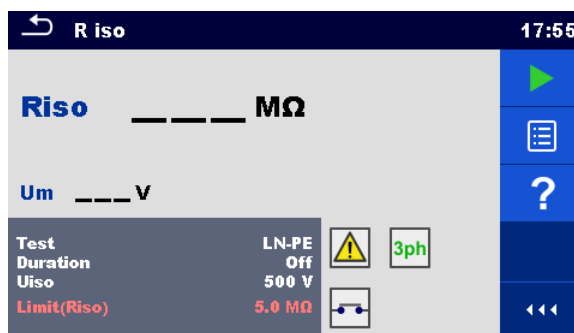 R iso 17:55
Riso ___ MΩ
Um ___ V
Test LN-PE
Duration Off
Uiso 500 V
Limit(Riso) 5.0 MΩ
3ph
?